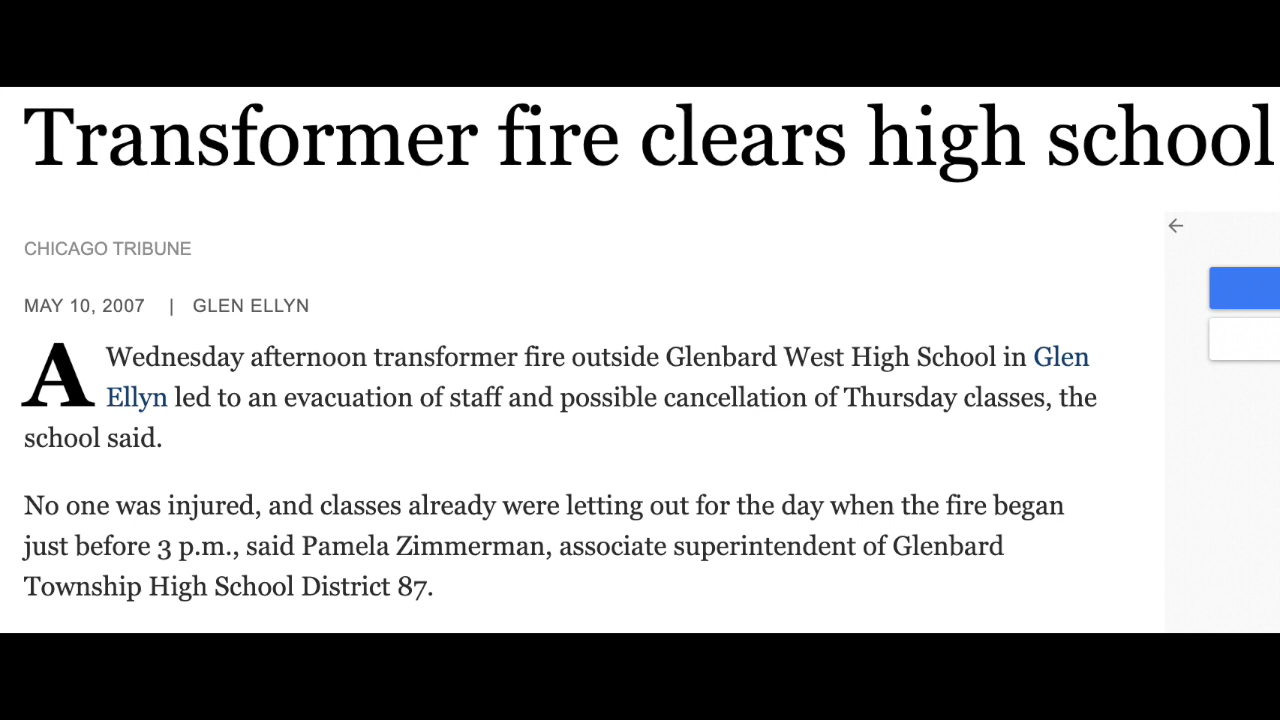 Transformer fire clears high school
CHICAGO TRIBUNE
MAY 10, 2007 | GLEN ELLYN
A Wednesday afternoon transformer fire outside Glenbard West High School in Glen
Ellyn led to an evacuation of staff and possible cancellation of Thursday classes, the
school said.
No one was injured, and classes already were letting out for the day when the fire began
just before 3 p.m., said Pamela Zimmerman, associate superintendent of Glenbard
Township High School District 87.